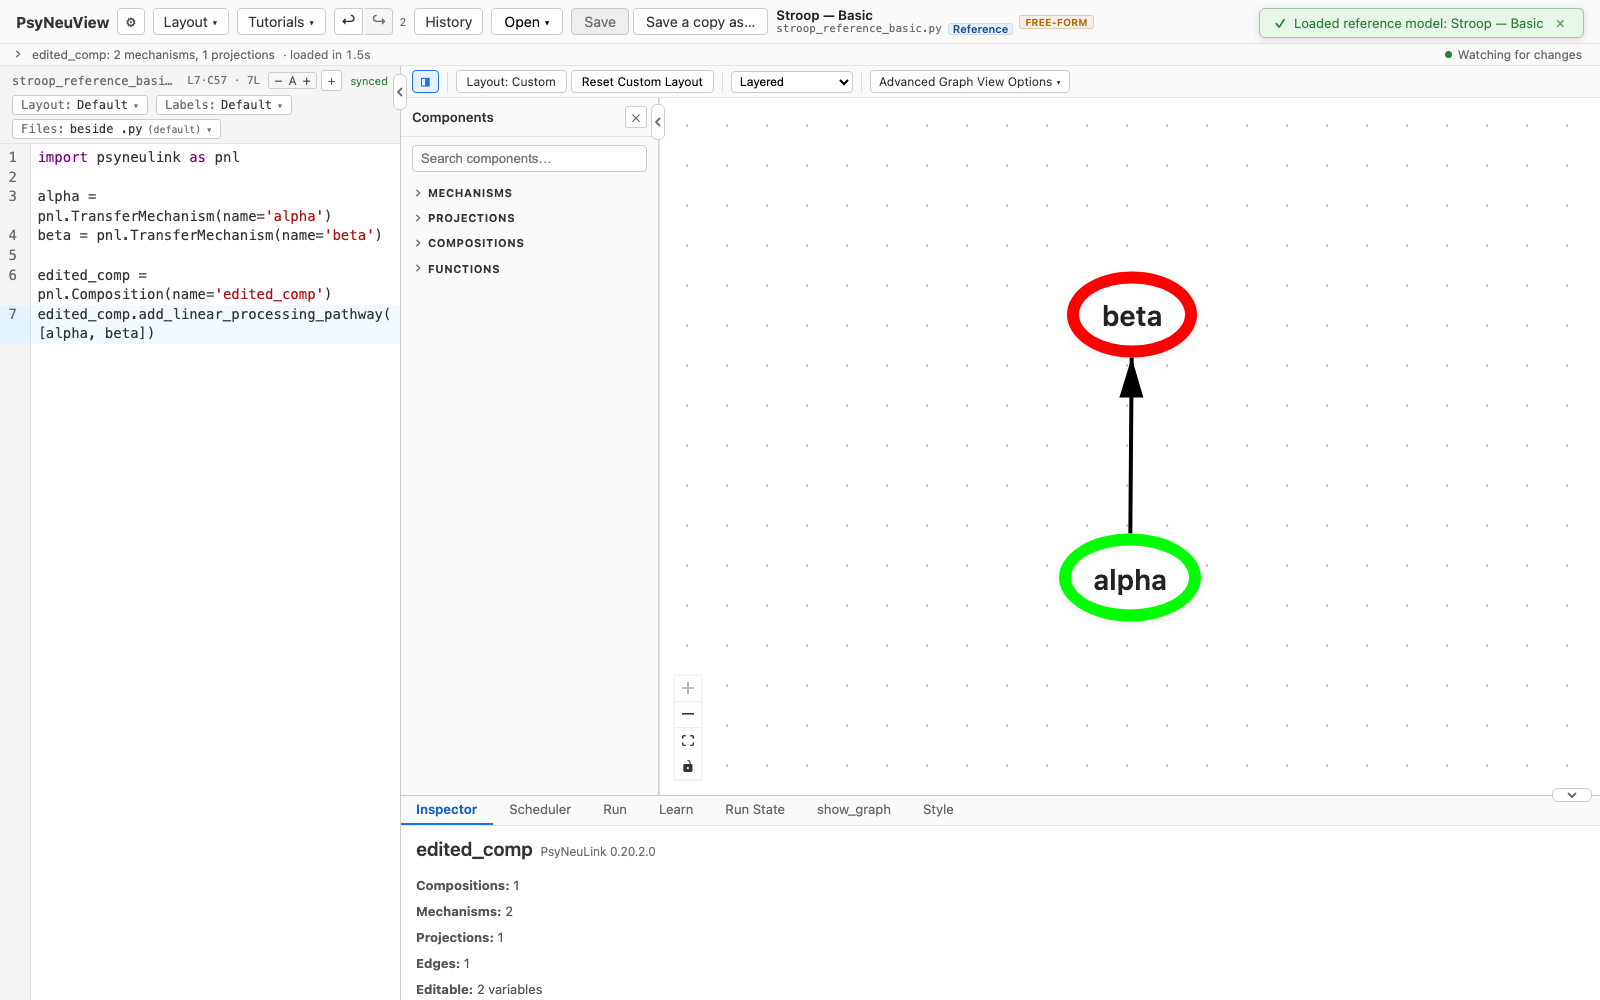 PsyNeuView ⚙ Layout ▾ Tutorials ▾ ↩ ↪ 2 History Open ▾ Save Save a copy as... Stroop — Basic
stroop_reference_basic.py Reference FREE-FORM
✓ Loaded reference model: Stroop — Basic ×
edited_comp: 2 mechanisms, 1 projections · loaded in 1.5s
Watching for changes
stroop_reference_basi… L7·C57 · 7L − A + + synced
Layout: Default ▾ Labels: Default ▾
Files: beside .py (default) ▾
1 import psyneulink as pnl
2
3 alpha =
pnl.TransferMechanism(name='alpha')
4 beta = pnl.TransferMechanism(name='beta')
5
6 edited_comp =
pnl.Composition(name='edited_comp')
7 edited_comp.add_linear_processing_pathway(
[alpha, beta])
Layout: Custom Reset Custom Layout Layered Advanced Graph View Options ▾
Components
Search components...
MECHANISMS
PROJECTIONS
COMPOSITIONS
FUNCTIONS
beta
alpha
Inspector Scheduler Run Learn Run State show_graph Style
edited_comp PsyNeuLink 0.20.2.0
Compositions: 1
Mechanisms: 2
Projections: 1
Edges: 1
Editable: 2 variables